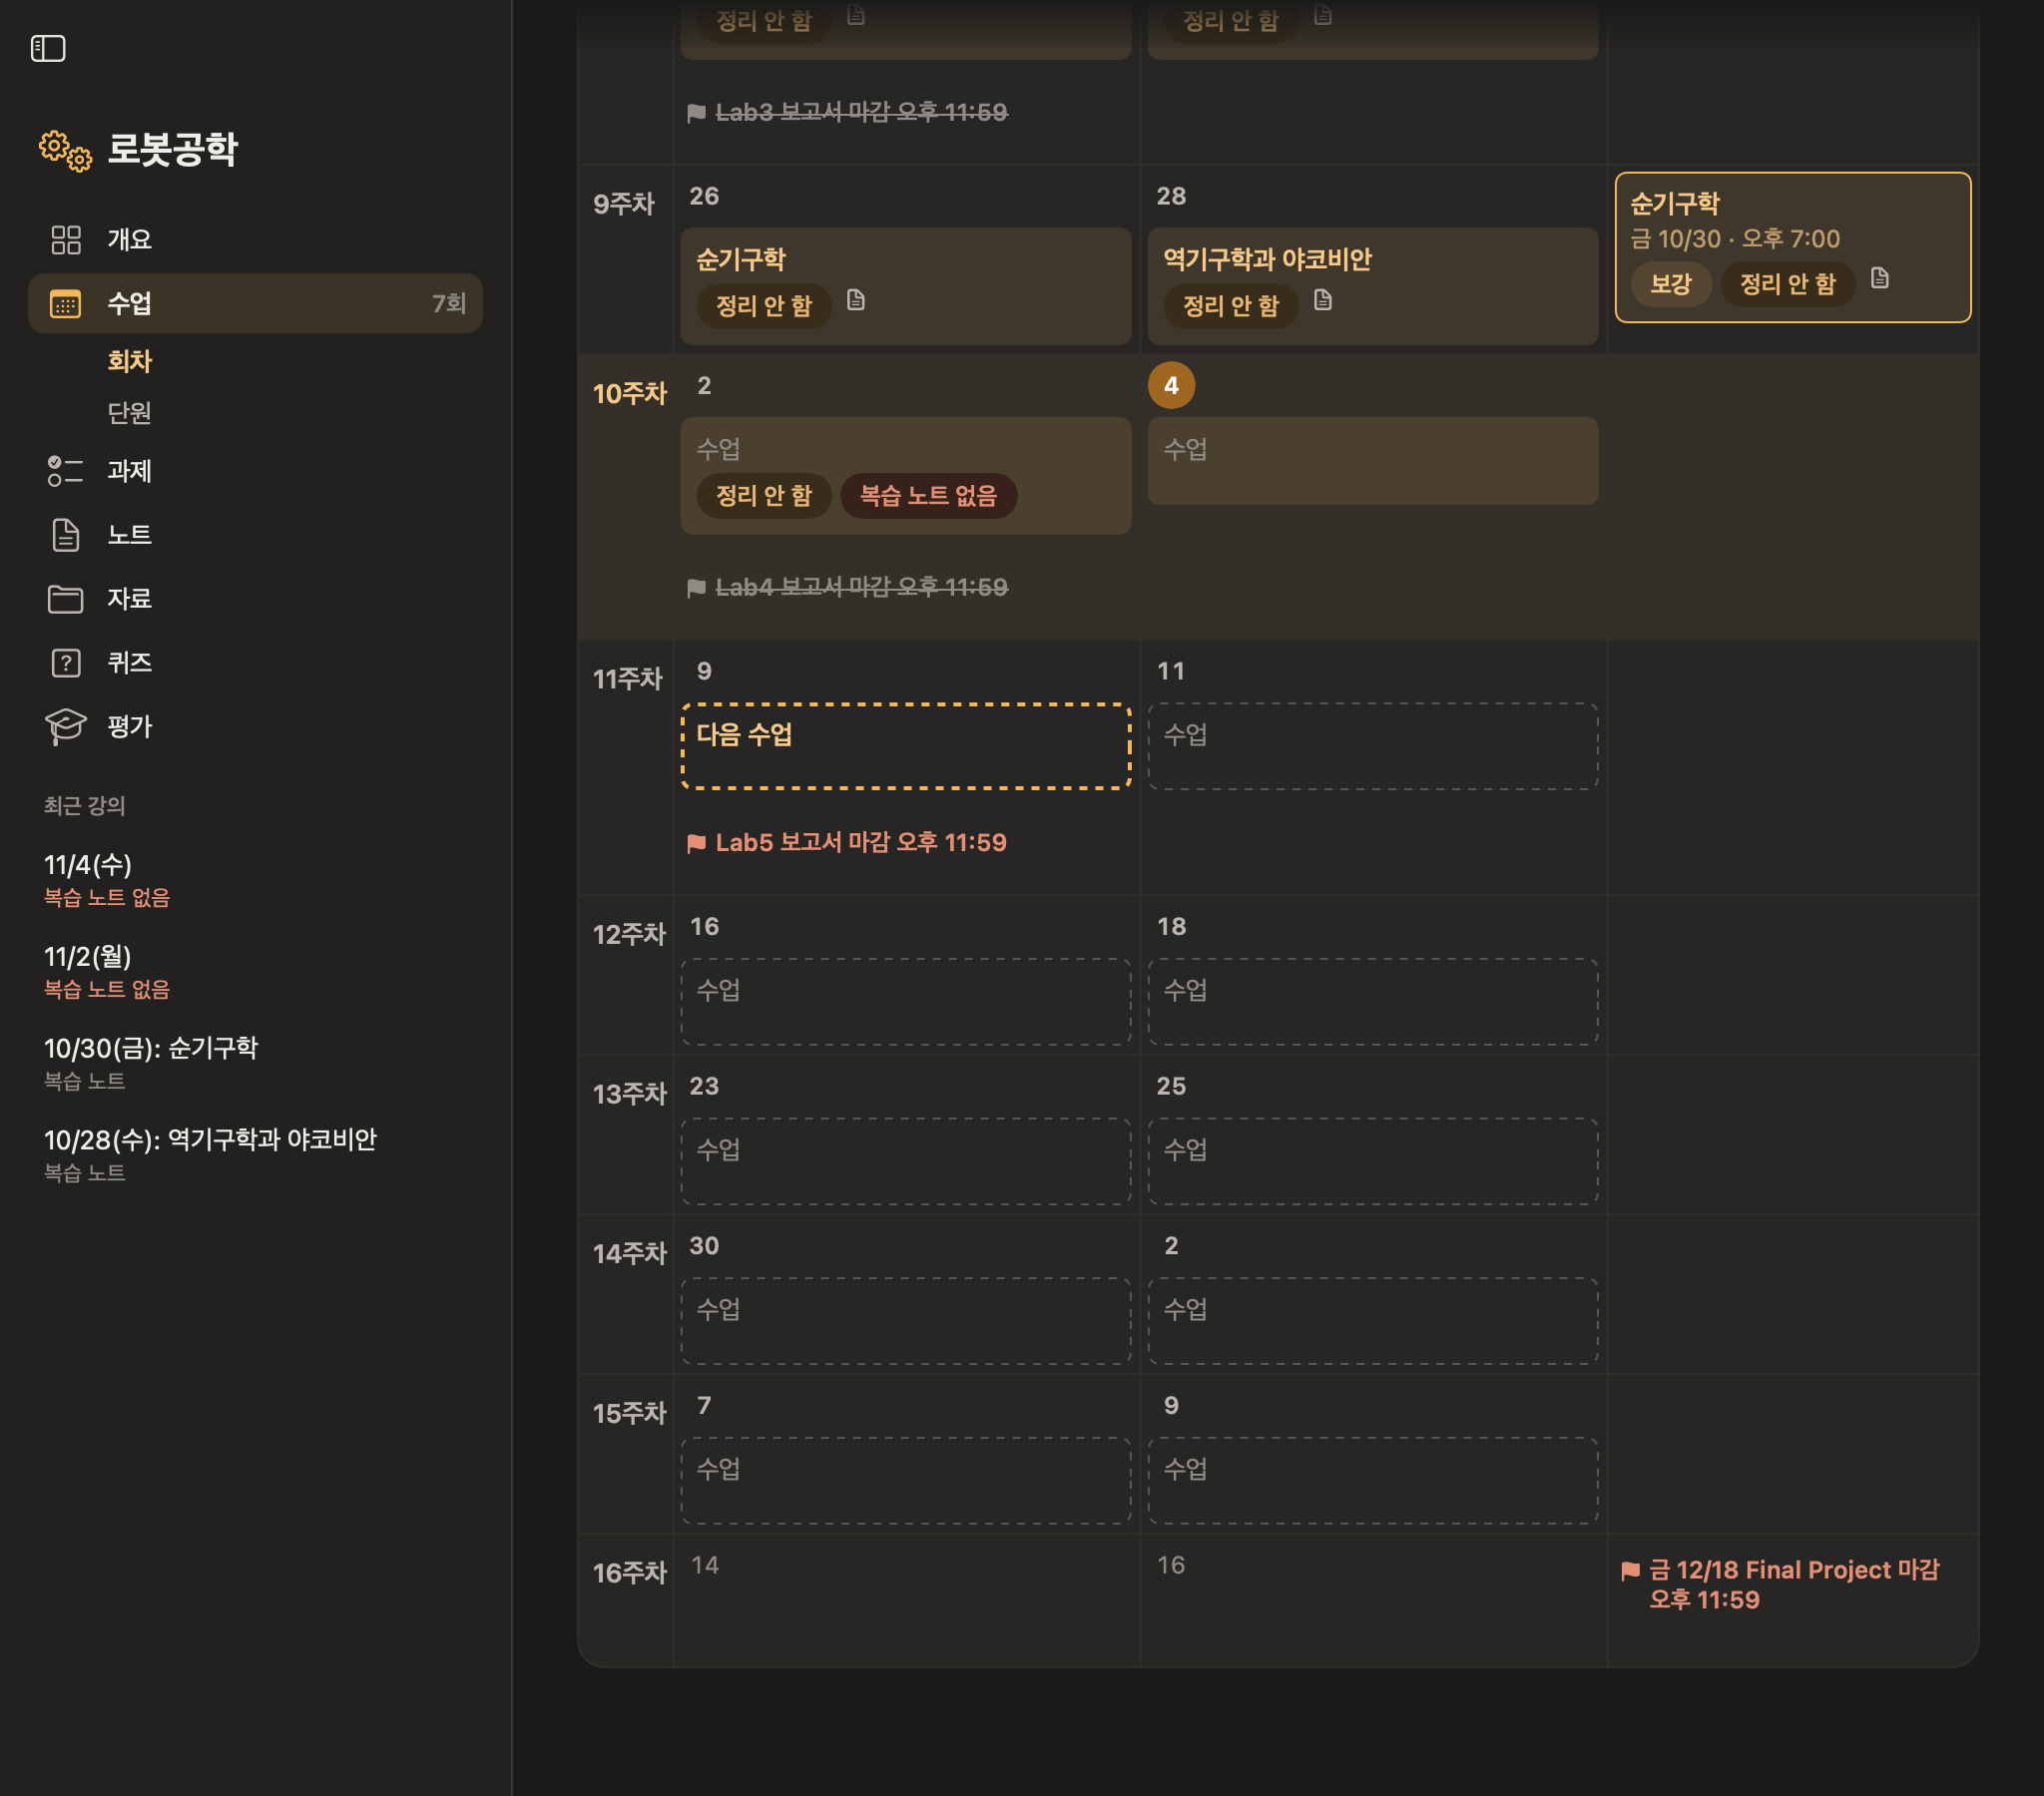 로봇공학
개요
수업 7회
회차
단원
과제
노트
자료
퀴즈
평가
최근 강의
11/4(수)
복습 노트 없음
11/2(월)
복습 노트 없음
10/30(금): 순기구학
복습 노트
10/28(수): 역기구학과 야코비안
복습 노트
정리 안 함
정리 안 함
Lab3 보고서 마감 오후 11:59
9주차
26
순기구학
정리 안 함
28
역기구학과 야코비안
정리 안 함
순기구학
금 10/30 · 오후 7:00
보강 정리 안 함
10주차
2
수업
정리 안 함 복습 노트 없음
Lab4 보고서 마감 오후 11:59
4
수업
11주차
9
다음 수업
Lab5 보고서 마감 오후 11:59
11
수업
12주차
16
수업
18
수업
13주차
23
수업
25
수업
14주차
30
수업
2
수업
15주차
7
수업
9
수업
16주차
14
16
금 12/18 Final Project 마감
오후 11:59